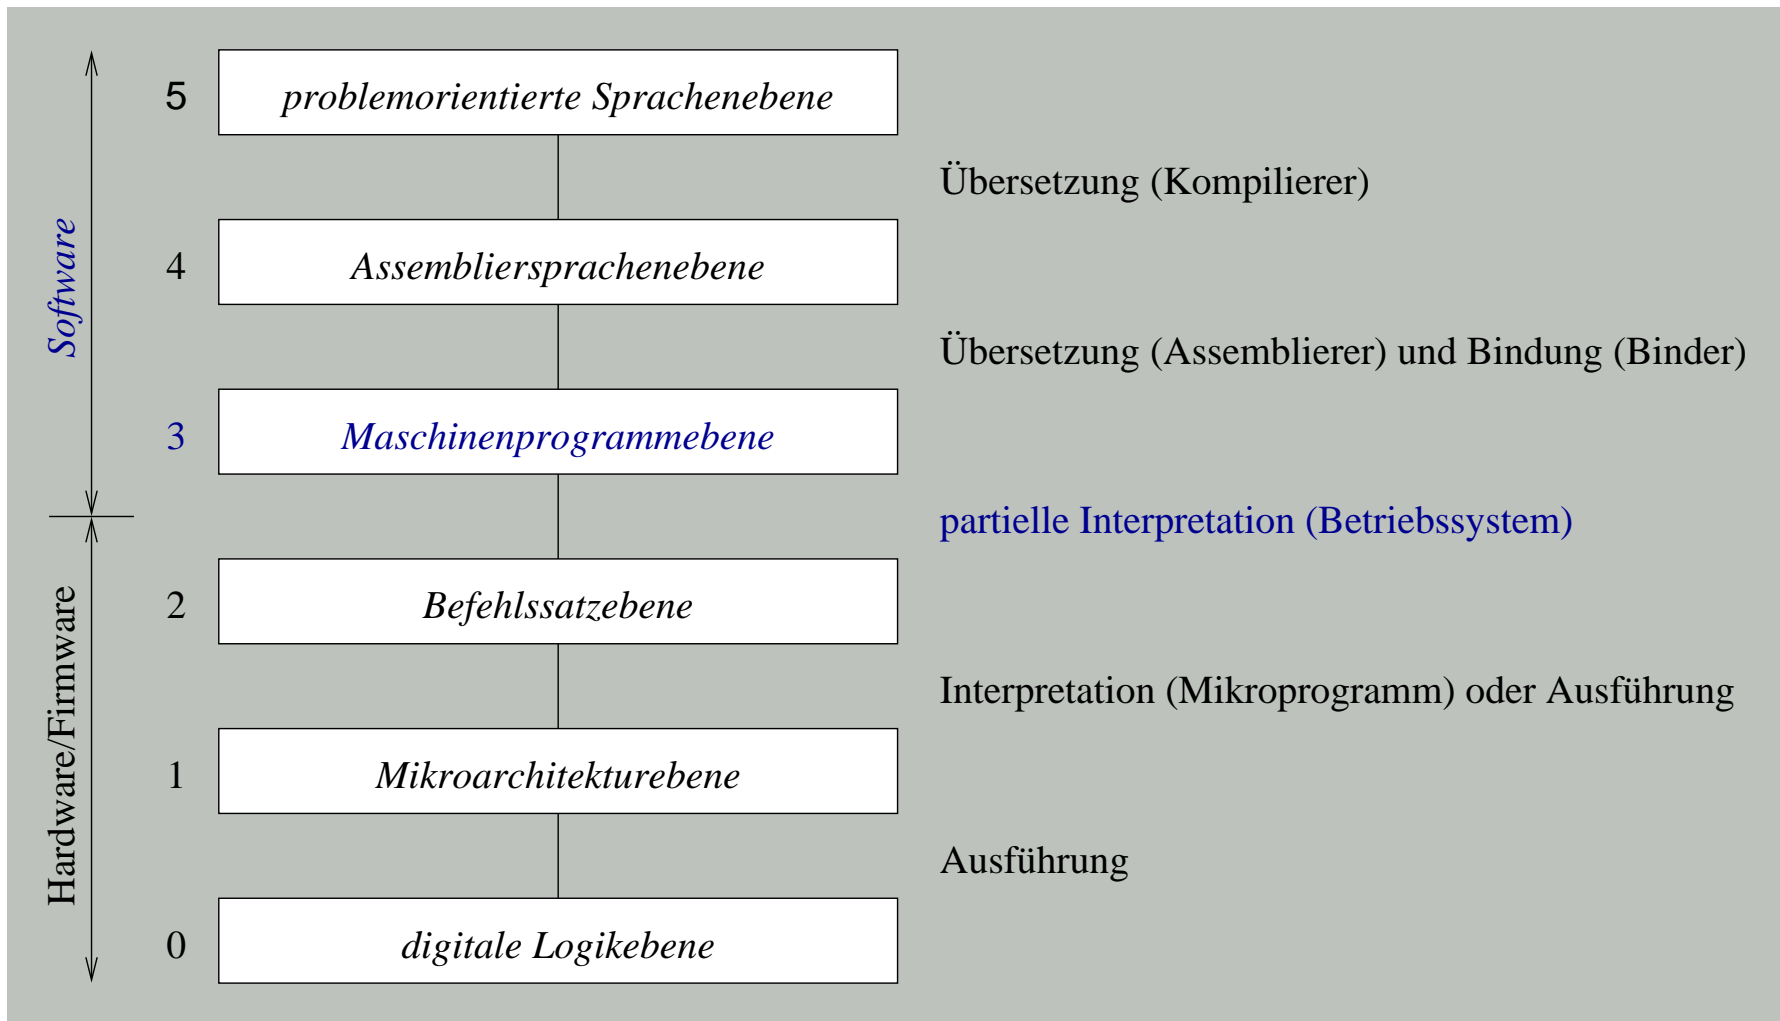 5 problemorientierte Sprachenebene
Übersetzung (Kompilierer)
4 Assembliersprachenebene
Übersetzung (Assemblierer) und Bindung (Binder)
3 Maschinenprogrammebene
partielle Interpretation (Betriebssystem)
2 Befehlssatzebene
Interpretation (Mikroprogramm) oder Ausführung
1 Mikroarchitekturebene
Ausführung
0 digitale Logikebene
Software
Hardware/Firmware